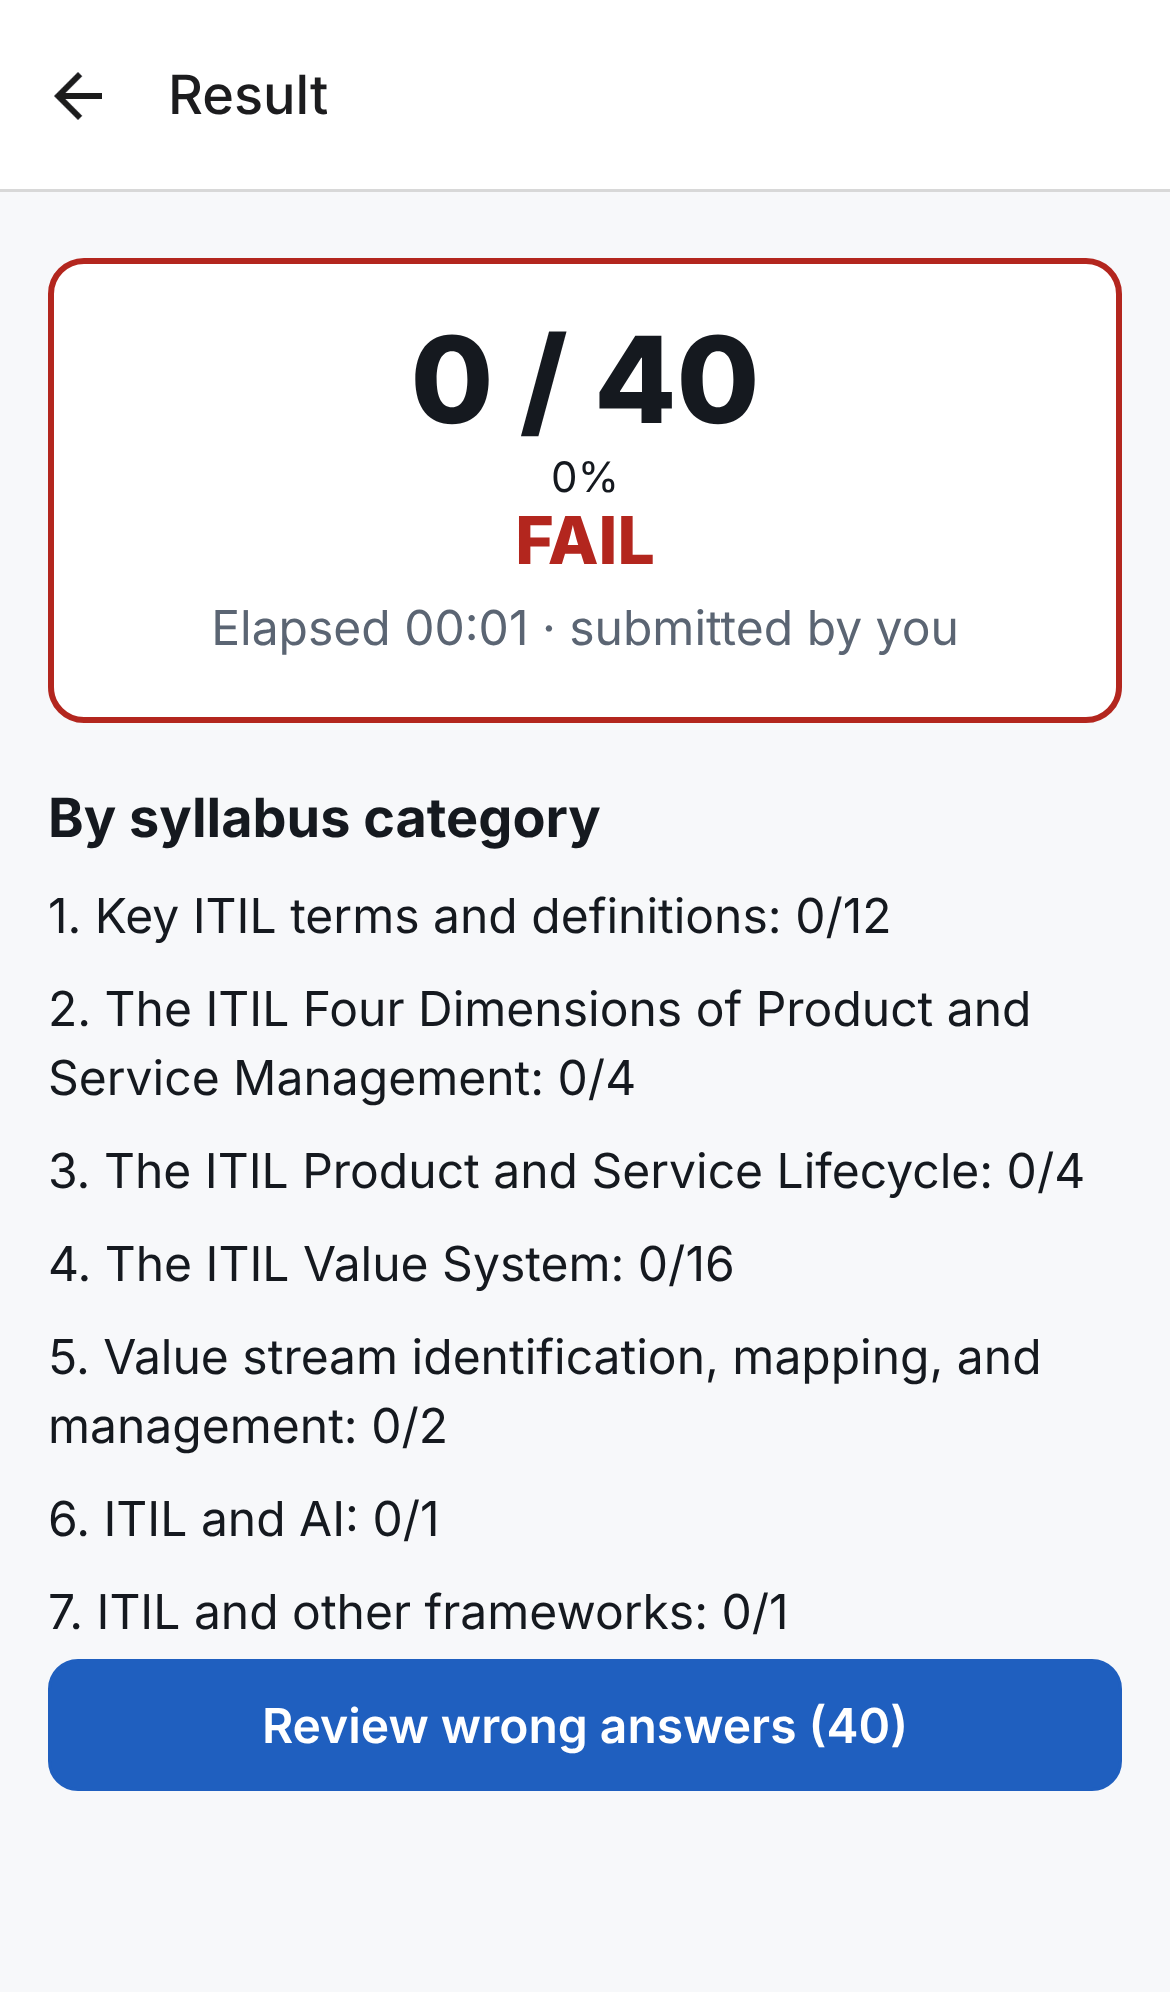 Result
0 / 40
0%
FAIL
Elapsed 00:01 · submitted by you
By syllabus category
1. Key ITIL terms and definitions: 0/12
2. The ITIL Four Dimensions of Product and
Service Management: 0/4
3. The ITIL Product and Service Lifecycle: 0/4
4. The ITIL Value System: 0/16
5. Value stream identification, mapping, and
management: 0/2
6. ITIL and AI: 0/1
7. ITIL and other frameworks: 0/1
Review wrong answers (40)